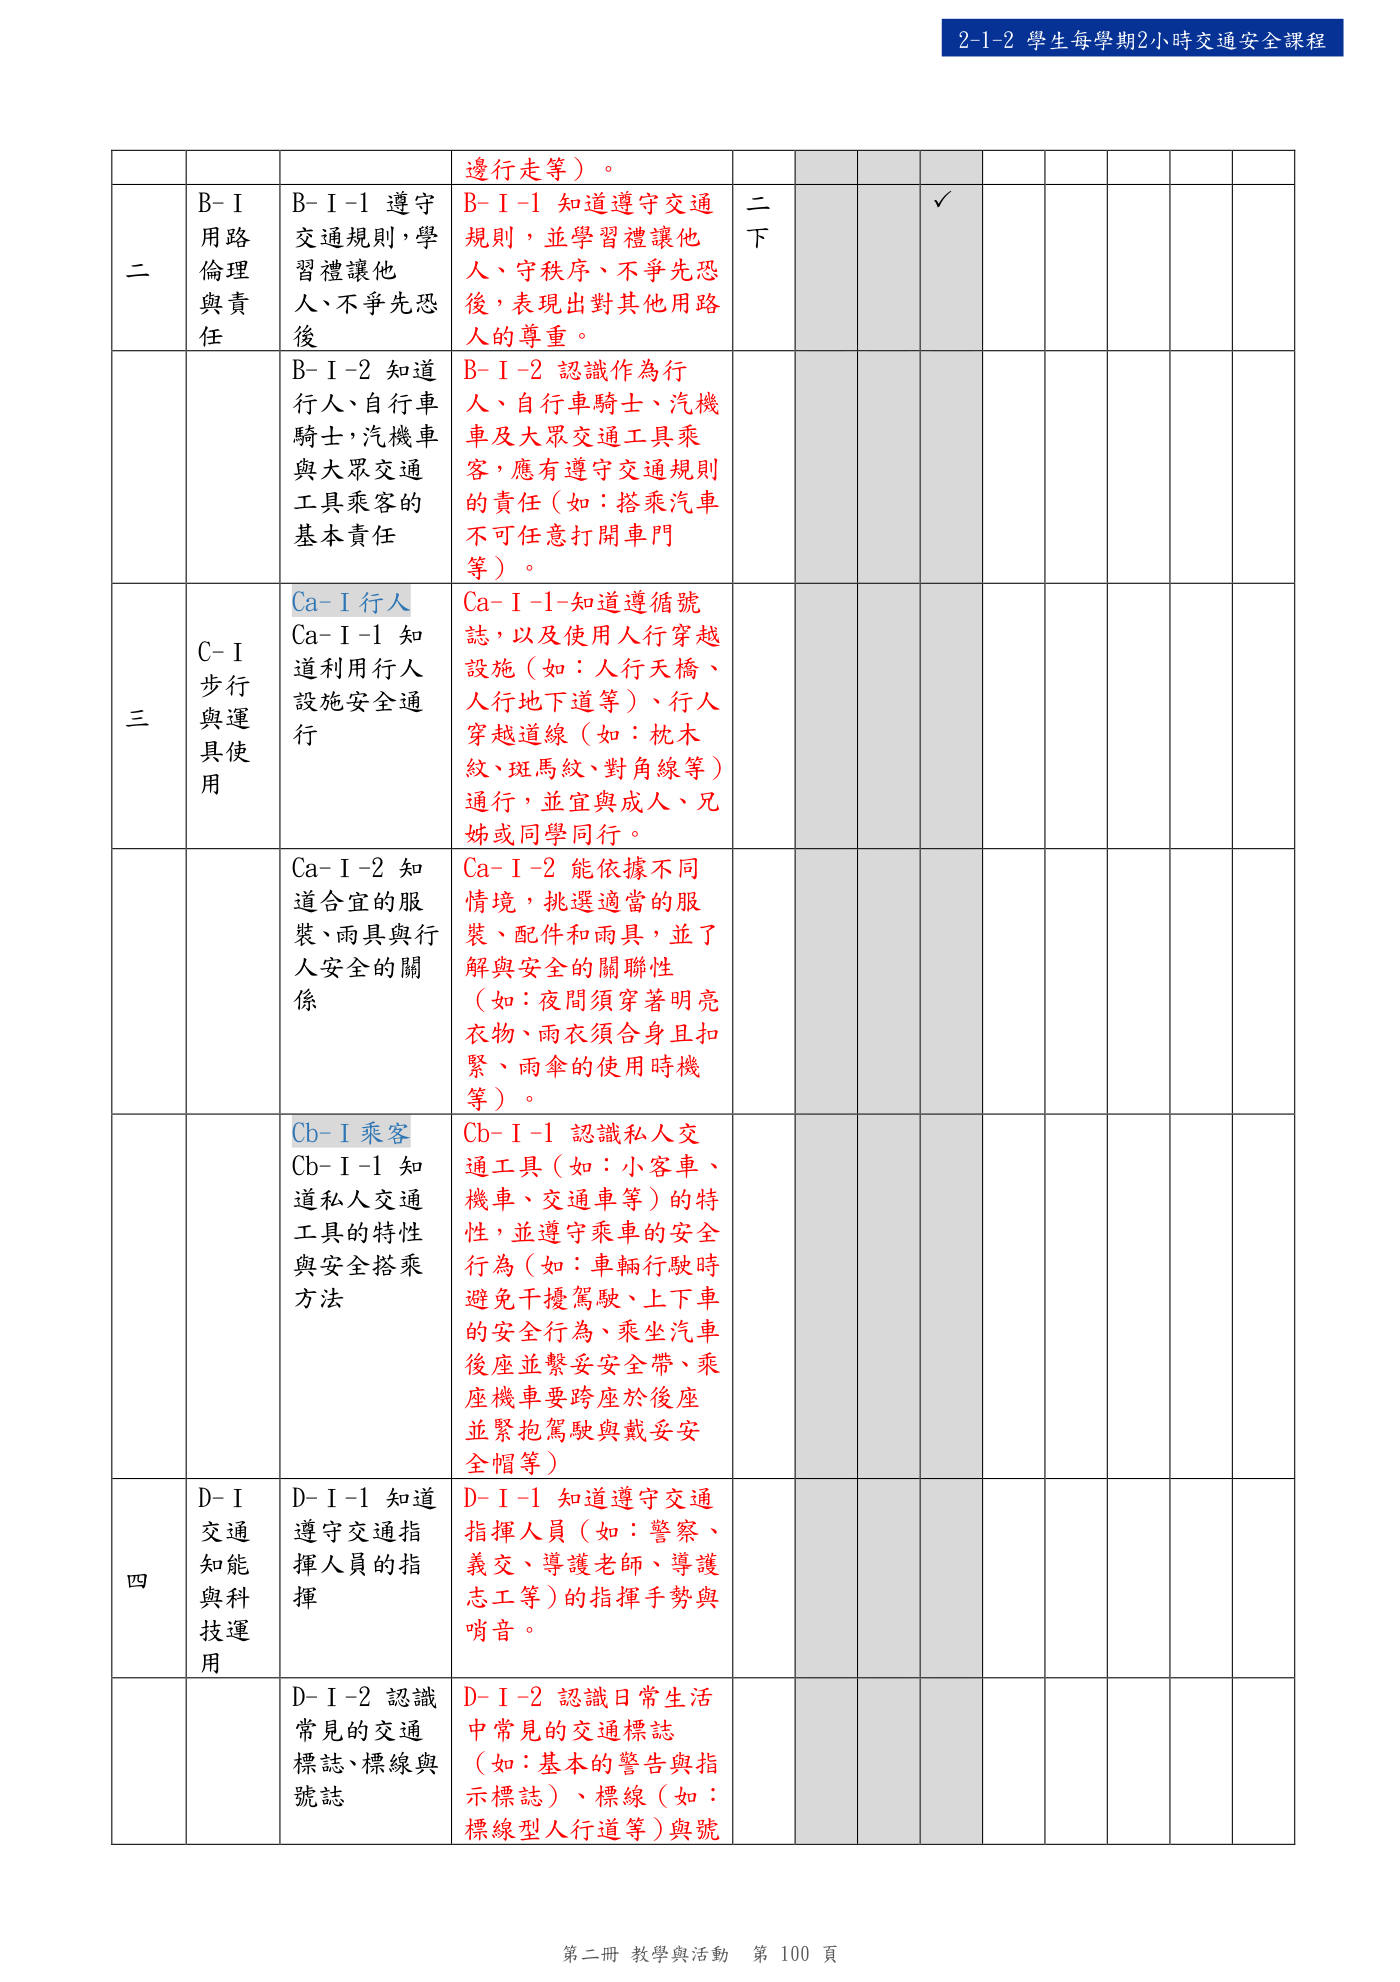 2-1-2 學生每學期2小時交通安全課程
邊行走等）。
二
B-Ⅰ
用路
倫理
與責
任
B-Ⅰ-1 遵守
交通規則，學
習禮讓他
人、不爭先恐
後
B-Ⅰ-1 知道遵守交通
規則，並學習禮讓他
人、守秩序、不爭先恐
後，表現出對其他用路
人的尊重。
二
下
✓
B-Ⅰ-2 知道
行人、自行車
騎士，汽機車
與大眾交通
工具乘客的
基本責任
B-Ⅰ-2 認識作為行
人、自行車騎士、汽機
車及大眾交通工具乘
客，應有遵守交通規則
的責任（如：搭乘汽車
不可任意打開車門
等）。
三
C-Ⅰ
步行
與運
具使
用
Ca-Ⅰ行人
Ca-Ⅰ-1 知
道利用行人
設施安全通
行
Ca-Ⅰ-1-知道遵循號
誌，以及使用人行穿越
設施（如：人行天橋、
人行地下道等）、行人
穿越道線（如：枕木
紋、斑馬紋、對角線等）
通行，並宜與成人、兄
姊或同學同行。
Ca-Ⅰ-2 知
道合宜的服
裝、雨具與行
人安全的關
係
Ca-Ⅰ-2 能依據不同
情境，挑選適當的服
裝、配件和雨具，並了
解與安全的關聯性
（如：夜間須穿著明亮
衣物、雨衣須合身且扣
緊、雨傘的使用時機
等）。
Cb-Ⅰ乘客
Cb-Ⅰ-1 知
道私人交通
工具的特性
與安全搭乘
方法
Cb-Ⅰ-1 認識私人交
通工具（如：小客車、
機車、交通車等）的特
性，並遵守乘車的安全
行為（如：車輛行駛時
避免干擾駕駛、上下車
的安全行為、乘坐汽車
後座並繫妥安全帶、乘
座機車要跨座於後座
並緊抱駕駛與戴妥安
全帽等）
四
D-Ⅰ
交通
知能
與科
技運
用
D-Ⅰ-1 知道
遵守交通指
揮人員的指
揮
D-Ⅰ-1 知道遵守交通
指揮人員（如：警察、
義交、導護老師、導護
志工等）的指揮手勢與
哨音。
D-Ⅰ-2 認識
常見的交通
標誌、標線與
號誌
D-Ⅰ-2 認識日常生活
中常見的交通標誌
（如：基本的警告與指
示標誌）、標線（如：
標線型人行道等）與號
第二冊 教學與活動 第 100 頁